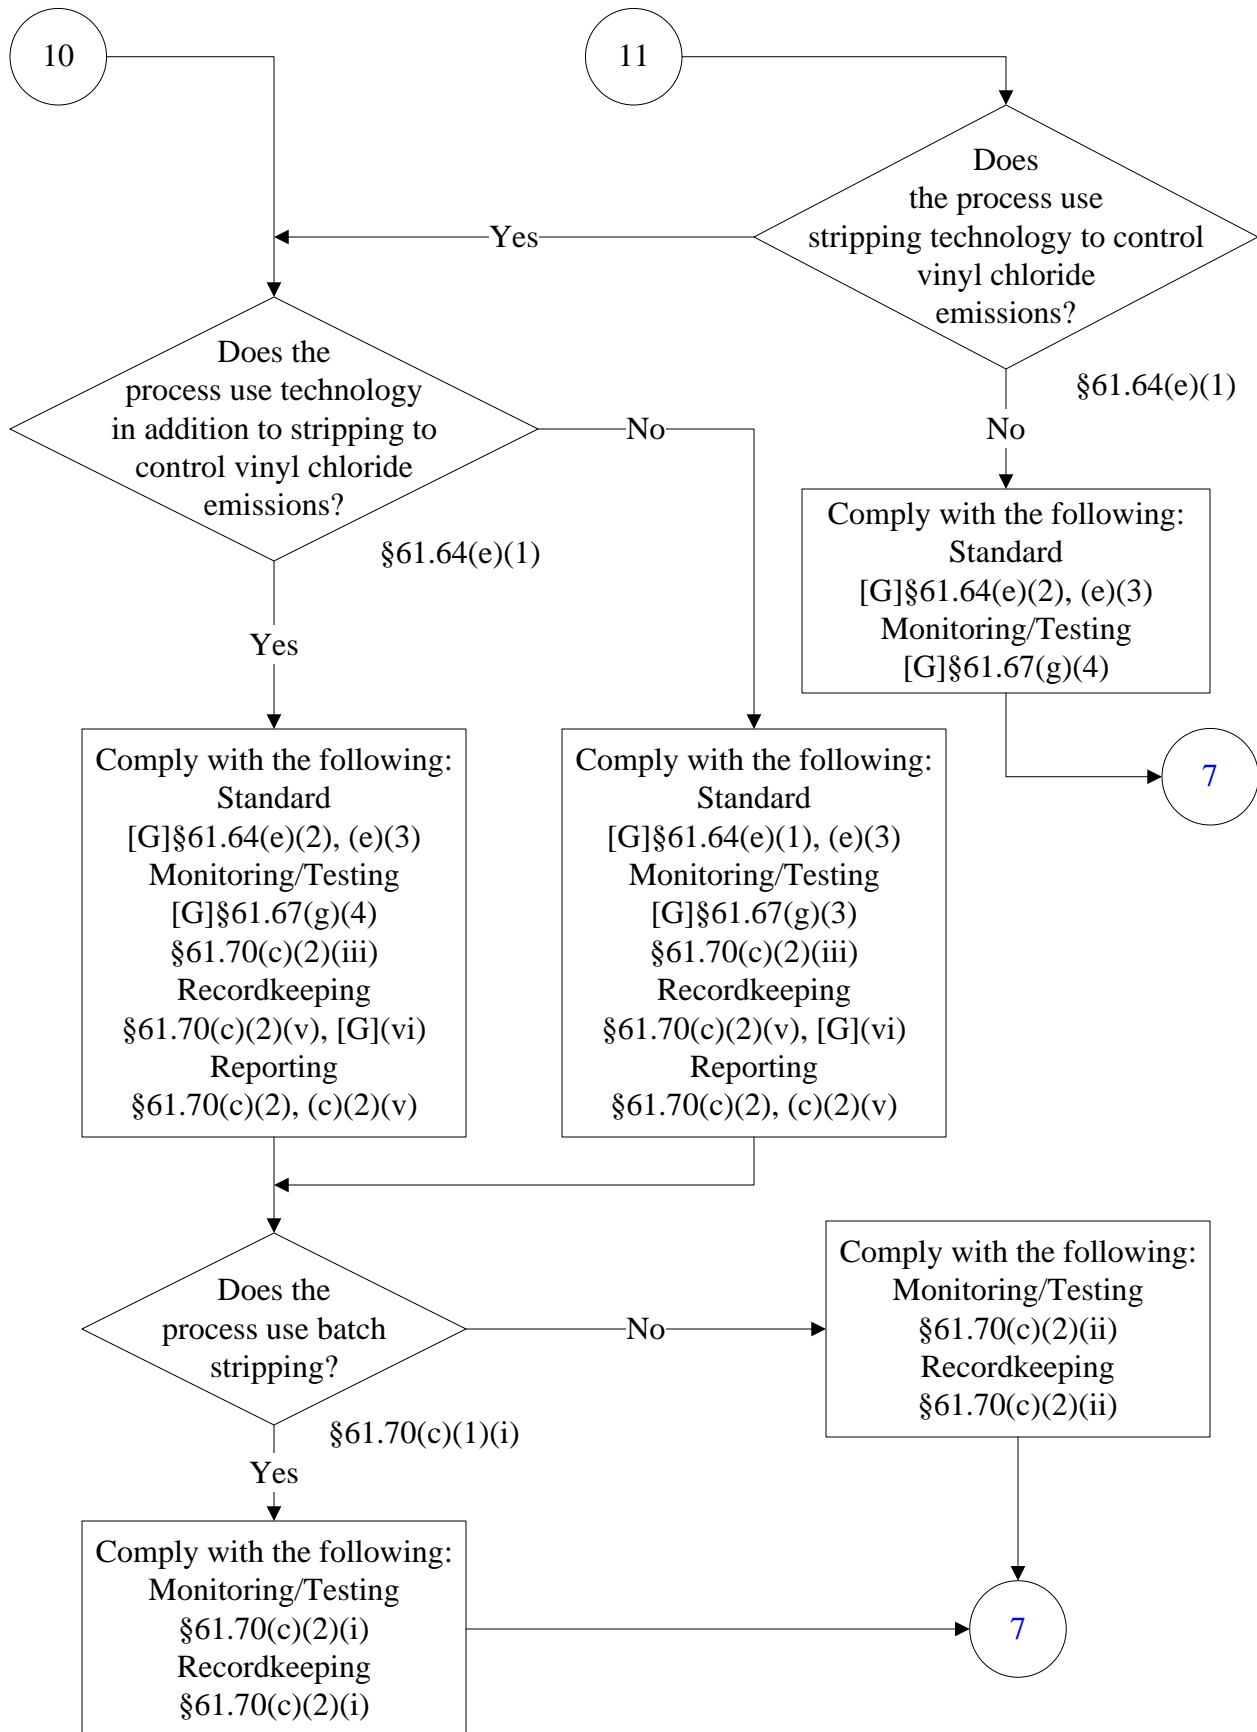 10
11
Does
the process use
stripping technology to control
vinyl chloride
emissions?
Yes
§61.64(e)(1)
No
Does the
process use technology
in addition to stripping to
control vinyl chloride
emissions?
No
§61.64(e)(1)
Yes
Comply with the following:
Standard
[G]§61.64(e)(2), (e)(3)
Monitoring/Testing
[G]§61.67(g)(4)
7
Comply with the following:
Standard
[G]§61.64(e)(2), (e)(3)
Monitoring/Testing
[G]§61.67(g)(4)
§61.70(c)(2)(iii)
Recordkeeping
§61.70(c)(2)(v), [G](vi)
Reporting
§61.70(c)(2), (c)(2)(v)
Comply with the following:
Standard
[G]§61.64(e)(1), (e)(3)
Monitoring/Testing
[G]§61.67(g)(3)
§61.70(c)(2)(iii)
Recordkeeping
§61.70(c)(2)(v), [G](vi)
Reporting
§61.70(c)(2), (c)(2)(v)
Does the
process use batch
stripping?
No
§61.70(c)(1)(i)
Yes
Comply with the following:
Monitoring/Testing
§61.70(c)(2)(ii)
Recordkeeping
§61.70(c)(2)(ii)
Comply with the following:
Monitoring/Testing
§61.70(c)(2)(i)
Recordkeeping
§61.70(c)(2)(i)
7